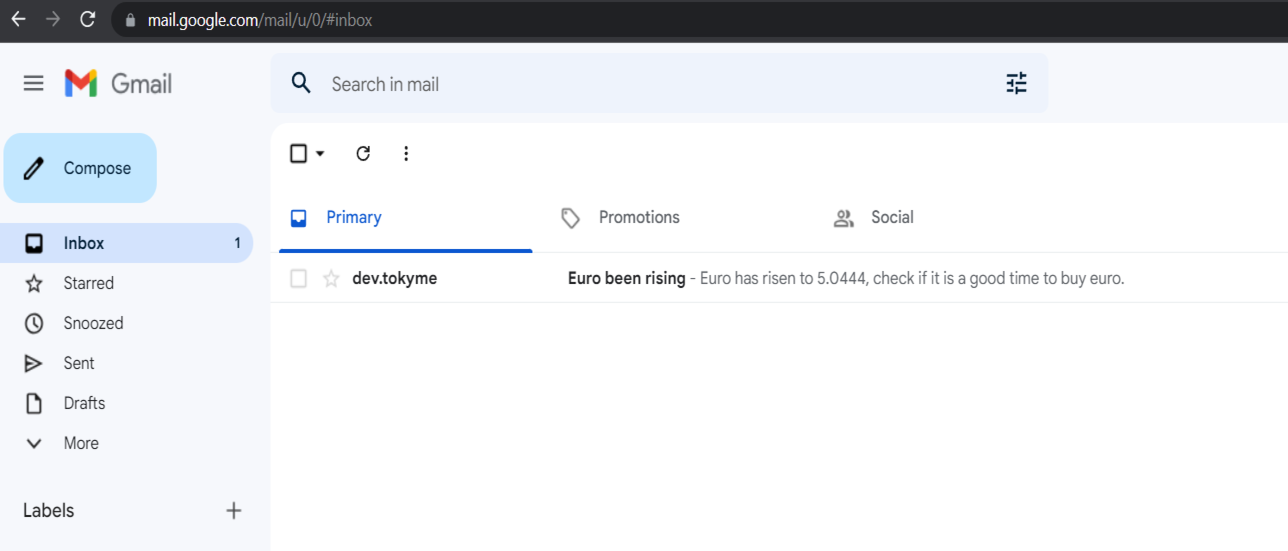 mail.google.com/mail/u/0/#inbox
Gmail
Search in mail
Compose
Primary
Promotions
Social
Inbox 1
dev.tokyme Euro been rising - Euro has risen to 5.0444, check if it is a good time to buy euro.
Starred
Snoozed
Sent
Drafts
More
Labels